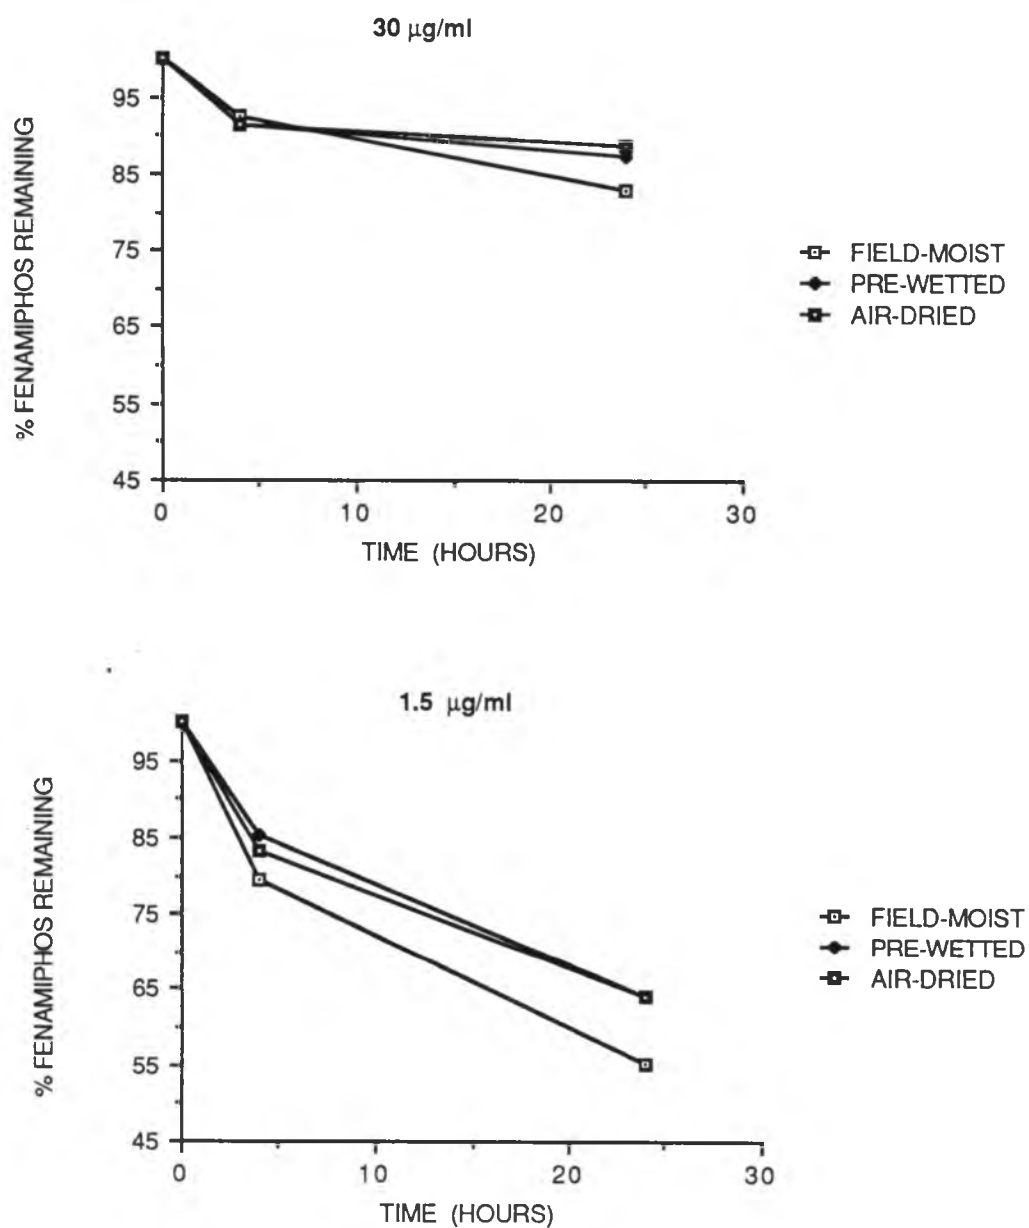 30 µg/ml
% FENAMIPHOS REMAINING
95
85
75
65
55
45
0 10 20 30
TIME (HOURS)
FIELD-MOIST
PRE-WETTED
AIR-DRIED
1.5 µg/ml
% FENAMIPHOS REMAINING
95
85
75
65
55
45
0 10 20 30
TIME (HOURS)
FIELD-MOIST
PRE-WETTED
AIR-DRIED